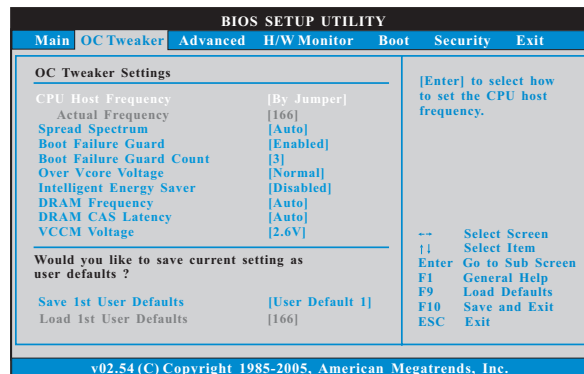 BIOS SETUP UTILITY
Main OC Tweaker Advanced H/W Monitor Boot Security Exit
OC Tweaker Settings
CPU Host Frequency [By Jumper]
Actual Frequency [166]
Spread Spectrum [Auto]
Boot Failure Guard [Enabled]
Boot Failure Guard Count [3]
Over Vcore Voltage [Normal]
Intelligent Energy Saver [Disabled]
DRAM Frequency [Auto]
DRAM CAS Latency [Auto]
VCCM Voltage [2.6V]
Would you like to save current setting as
user defaults ?
Save 1st User Defaults [User Default 1]
Load 1st User Defaults [166]
[Enter] to select how
to set the CPU host
frequency.
←→ Select Screen
↑↓ Select Item
Enter Go to Sub Screen
F1 General Help
F9 Load Defaults
F10 Save and Exit
ESC Exit
v02.54 (C) Copyright 1985-2005, American Megatrends, Inc.